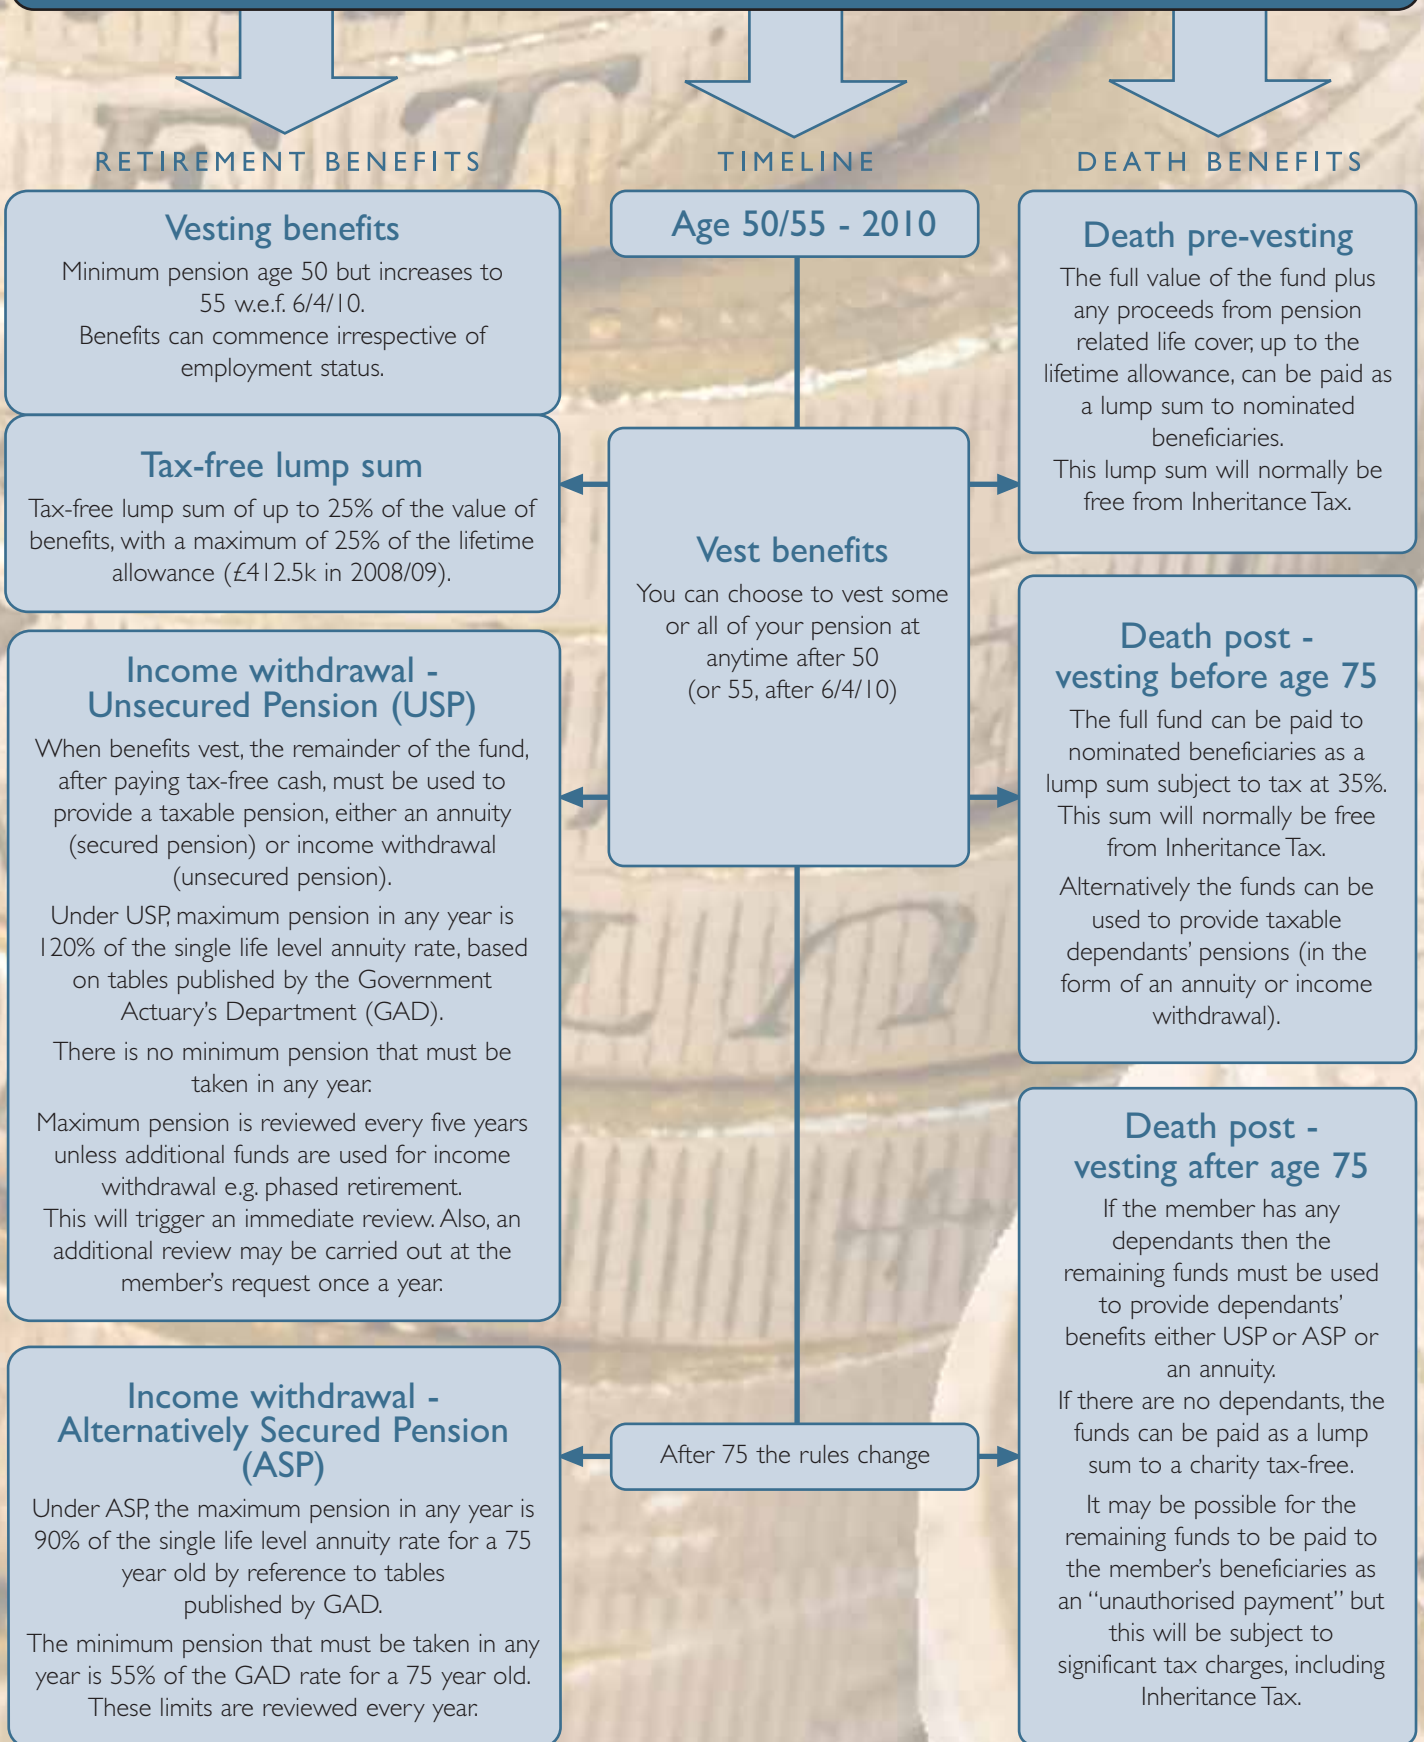 RETIREMENT BENEFITS
Vesting benefits
Minimum pension age 50 but increases to
55 w.e.f. 6/4/10.
Benefits can commence irrespective of
employment status.
Tax-free lump sum
Tax-free lump sum of up to 25% of the value of
benefits, with a maximum of 25% of the lifetime
allowance (£412.5k in 2008/09).
Income withdrawal -
Unsecured Pension (USP)
When benefits vest, the remainder of the fund,
after paying tax-free cash, must be used to
provide a taxable pension, either an annuity
(secured pension) or income withdrawal
(unsecured pension).
Under USP, maximum pension in any year is
120% of the single life level annuity rate, based
on tables published by the Government
Actuary's Department (GAD).
There is no minimum pension that must be
taken in any year.
Maximum pension is reviewed every five years
unless additional funds are used for income
withdrawal e.g. phased retirement.
This will trigger an immediate review. Also, an
additional review may be carried out at the
member's request once a year.
Income withdrawal -
Alternatively Secured Pension
(ASP)
Under ASP, the maximum pension in any year is
90% of the single life level annuity rate for a 75
year old by reference to tables
published by GAD.
The minimum pension that must be taken in any
year is 55% of the GAD rate for a 75 year old.
These limits are reviewed every year.
TIMELINE
Age 50/55 - 2010
Vest benefits
You can choose to vest some
or all of your pension at
anytime after 50
(or 55, after 6/4/10)
After 75 the rules change
DEATH BENEFITS
Death pre-vesting
The full value of the fund plus
any proceeds from pension
related life cover, up to the
lifetime allowance, can be paid as
a lump sum to nominated
beneficiaries.
This lump sum will normally be
free from Inheritance Tax.
Death post -
vesting before age 75
The full fund can be paid to
nominated beneficiaries as a
lump sum subject to tax at 35%.
This sum will normally be free
from Inheritance Tax.
Alternatively the funds can be
used to provide taxable
dependants' pensions (in the
form of an annuity or income
withdrawal).
Death post -
vesting after age 75
If the member has any
dependants then the
remaining funds must be used
to provide dependants'
benefits either USP or ASP or
an annuity.
If there are no dependants, the
funds can be paid as a lump
sum to a charity tax-free.
It may be possible for the
remaining funds to be paid to
the member's beneficiaries as
an "unauthorised payment" but
this will be subject to
significant tax charges, including
Inheritance Tax.